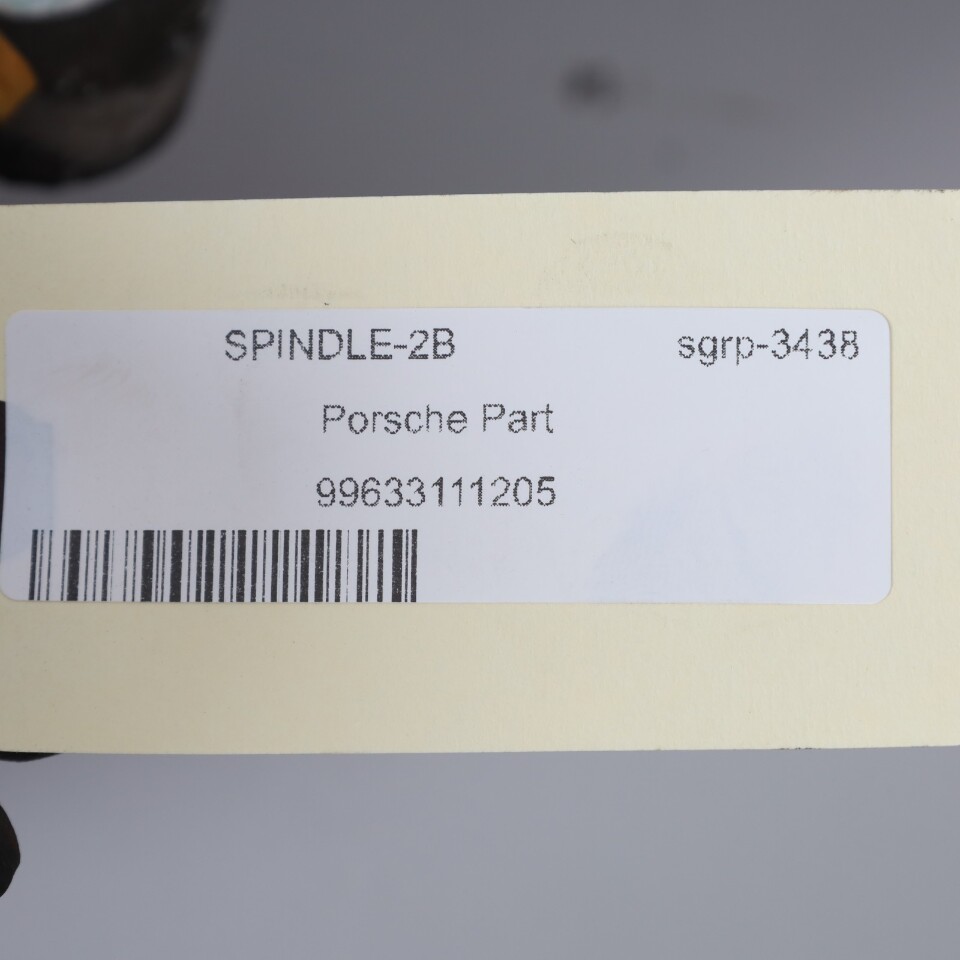 SPINDLE-2B sgrp-3438
Porsche Part
99633111205